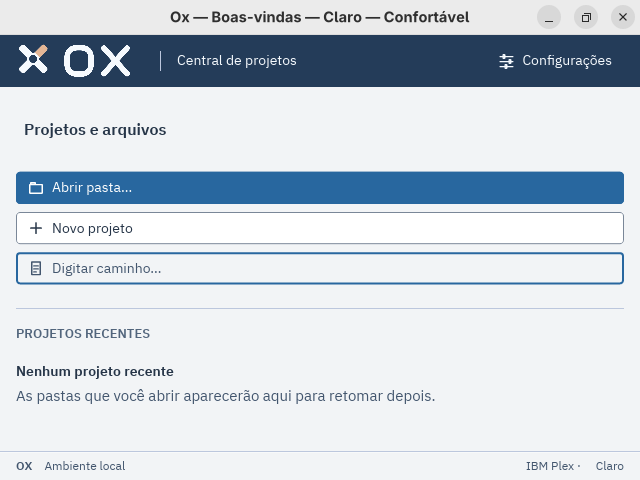 Ox — Boas-vindas — Claro — Confortável
OX
Central de projetos
Configurações
Projetos e arquivos
Abrir pasta...
Novo projeto
Digitar caminho...
PROJETOS RECENTES
Nenhum projeto recente
As pastas que você abrir aparecerão aqui para retomar depois.
OX Ambiente local
IBM Plex · Claro